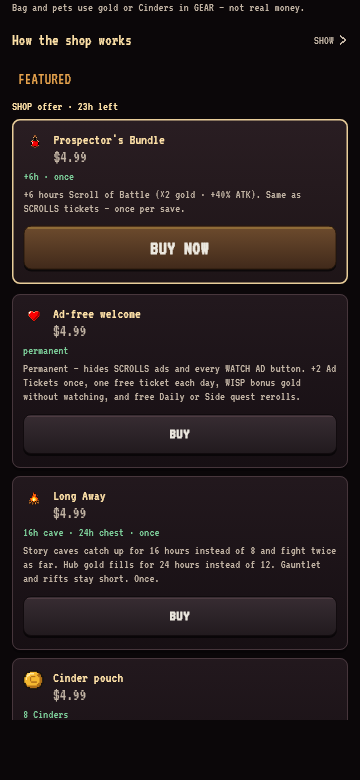 Bag and pets use gold or Cinders in GEAR – not real money.
How the shop works
SHOW >
FEATURED
SHOP offer · 23h left
Prospector's Bundle
$4.99
+6h · once
+6 hours Scroll of Battle (×2 gold · +40% ATK). Same as
SCROLLS tickets – once per save.
BUY NOW
Ad-free welcome
$4.99
permanent
Permanent – hides SCROLLS ads and every WATCH AD button. +2 Ad
Tickets once, one free ticket each day, WISP bonus gold
without watching, and free Daily or Side quest rerolls.
BUY
Long Away
$4.99
16h cave · 24h chest · once
Story caves catch up for 16 hours instead of 8 and fight twice
as far. Hub gold fills for 24 hours instead of 12. Gauntlet
and rifts stay short. Once.
BUY
Cinder pouch
$4.99
8 Cinders